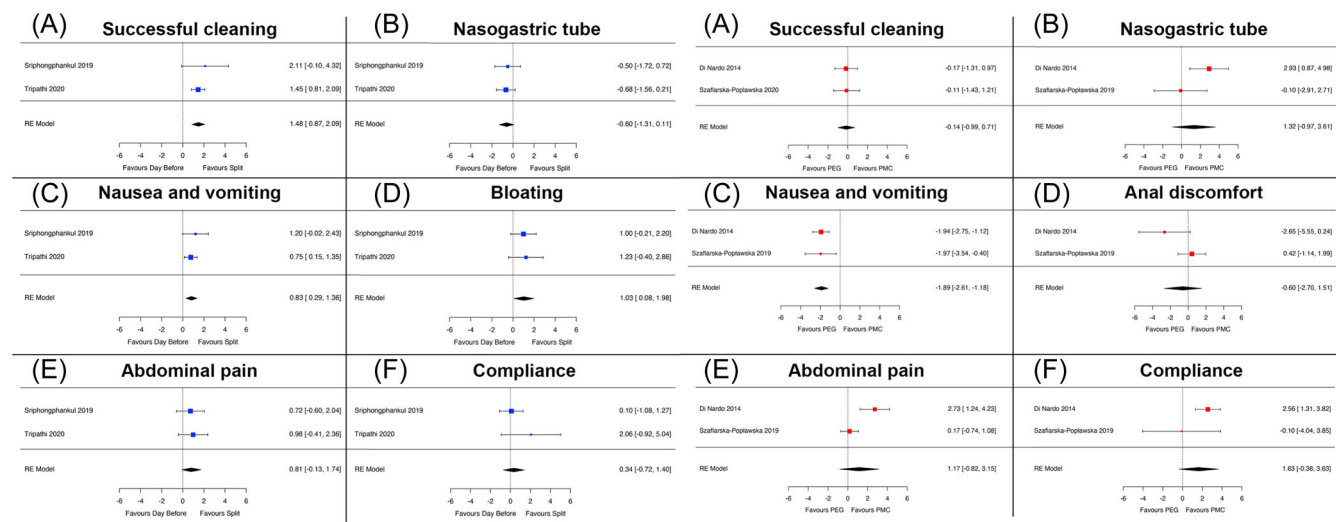 (A) Successful cleaning
Sriphongphankul 2019 2.11 [-0.10, 4.32]
Tripathi 2020 1.45 [0.81, 2.09]
RE Model 1.48 [0.87, 2.09]
-6 -4 -2 0 2 4 6
Favours Day Before Favours Split
(B) Nasogastric tube
Sriphongphankul 2019 -0.50 [-1.72, 0.72]
Tripathi 2020 -0.68 [-1.56, 0.21]
RE Model -0.60 [-1.31, 0.11]
-6 -4 -2 0 2 4 6
Favours Day Before Favours Split
(C) Nausea and vomiting
Sriphongphankul 2019 1.20 [-0.02, 2.43]
Tripathi 2020 0.75 [0.15, 1.35]
RE Model 0.83 [ 0.29, 1.36]
-6 -4 -2 0 2 4 6
Favours Day Before Favours Split
(D) Bloating
Sriphongphankul 2019 1.00 [-0.21, 2.20]
Tripathi 2020 1.23 [-0.40, 2.86]
RE Model 1.03 [ 0.08, 1.98]
-6 -4 -2 0 2 4 6
Favours Day Before Favours Split
(E) Abdominal pain
Sriphongphankul 2019 0.72 [-0.60, 2.04]
Tripathi 2020 0.98 [-0.41, 2.36]
RE Model 0.81 [-0.13, 1.74]
-6 -4 -2 0 2 4 6
Favours Day Before Favours Split
(F) Compliance
Sriphongphankul 2019 0.10 [-1.08, 1.27]
Tripathi 2020 2.06 [-0.92, 5.04]
RE Model 0.34 [-0.72, 1.40]
-6 -4 -2 0 2 4 6
Favours Day Before Favours Split
(A) Successful cleaning
Di Nardo 2014 -0.17 [-1.31, 0.97]
Szaflarska-Popławska 2020 -0.11 [-1.43, 1.21]
RE Model -0.14 [-0.99, 0.71]
-6 -4 -2 0 2 4 6
Favours PEG Favours PMC
(B) Nasogastric tube
Di Nardo 2014 2.93 [ 0.87, 4.98]
Szaflarska-Popławska 2019 -0.10 [-2.91, 2.71]
RE Model 1.32 [-0.97, 3.61]
-6 -4 -2 0 2 4 6
Favours PEG Favours PMC
(C) Nausea and vomiting
Di Nardo 2014 -1.94 [-2.75, -1.12]
Szaflarska-Popławska 2019 -1.97 [-3.54, -0.40]
RE Model -1.89 [-2.61, -1.18]
-6 -4 -2 0 2 4 6
Favours PEG Favours PMC
(D) Anal discomfort
Di Nardo 2014 -2.65 [-5.55, 0.24]
Szaflarska-Popławska 2019 0.42 [-1.14, 1.99]
RE Model -0.60 [-2.70, 1.51]
-6 -4 -2 0 2 4 6
Favours PEG Favours PMC
(E) Abdominal pain
Di Nardo 2014 2.73 [ 1.24, 4.23]
Szaflarska-Popławska 2019 0.17 [-0.74, 1.08]
RE Model 1.17 [-0.82, 3.15]
-6 -4 -2 0 2 4 6
Favours PEG Favours PMC
(F) Compliance
Di Nardo 2014 2.56 [ 1.31, 3.82]
Szaflarska-Popławska 2019 -0.10 [-4.04, 3.85]
RE Model 1.63 [-0.38, 3.63]
-6 -4 -2 0 2 4 6
Favours PEG Favours PMC